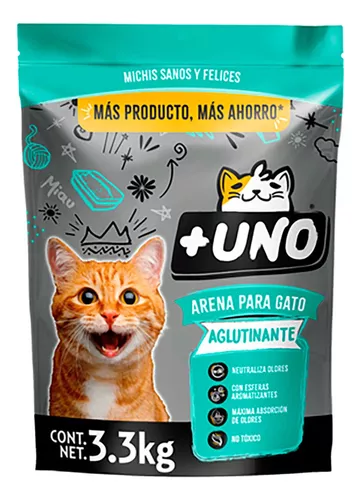 MICHIS SANOS Y FELICES
MÁS PRODUCTO, MÁS AHORRO*
Miau
+UNO
ARENA PARA GATO
AGLUTINANTE
NEUTRALIZA OLORES
CON ESFERAS
AROMATIZANTES
MÁXIMA ABSORCIÓN
DE OLORES
NO TÓXICO
CONT.
NET. 3.3kg